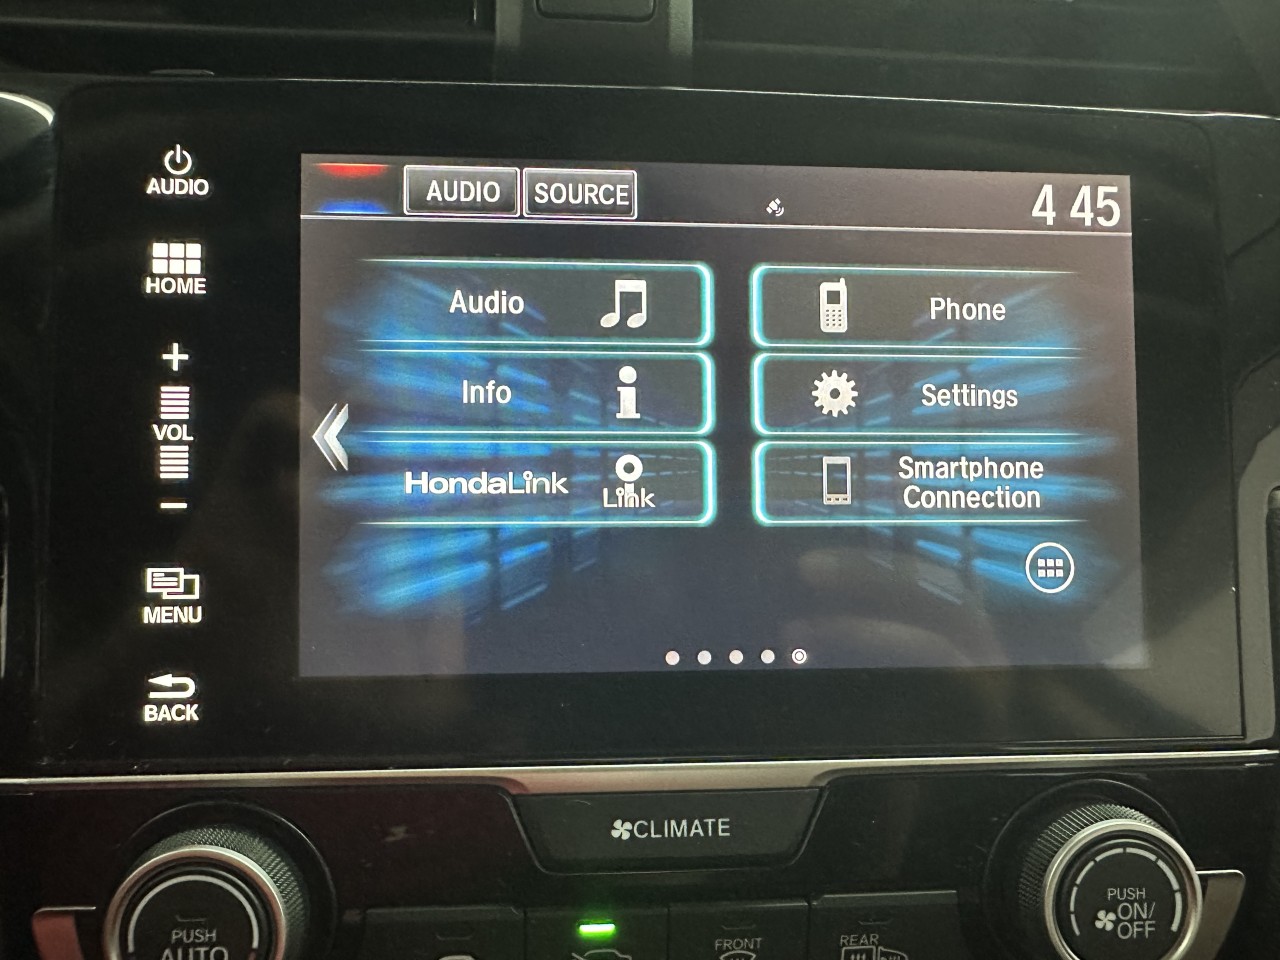 AUDIO
HOME
+
VOL
−
MENU
BACK
AUDIO SOURCE
4 45
Audio
Phone
Info
Settings
HondaLink
Link
Smartphone
Connection
CLIMATE
PUSH
AUTO
FRONT
REAR
PUSH
ON/
OFF